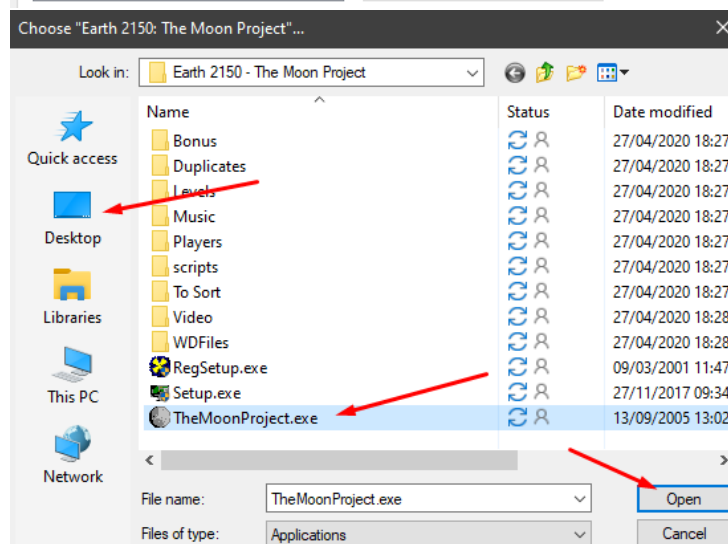 Choose "Earth 2150: The Moon Project"...
Look in: Earth 2150 - The Moon Project
Name Status Date modified
Quick access
Desktop
Libraries
This PC
Network
Bonus 27/04/2020 18:27
Duplicates 27/04/2020 18:27
Levels 27/04/2020 18:27
Music 27/04/2020 18:27
Players 27/04/2020 18:27
scripts 27/04/2020 18:27
To Sort 27/04/2020 18:27
Video 27/04/2020 18:28
WDFiles 27/04/2020 18:28
RegSetup.exe 09/03/2001 11:47
Setup.exe 27/11/2017 09:34
TheMoonProject.exe 13/09/2005 13:02
File name: TheMoonProject.exe Open
Files of type: Applications Cancel